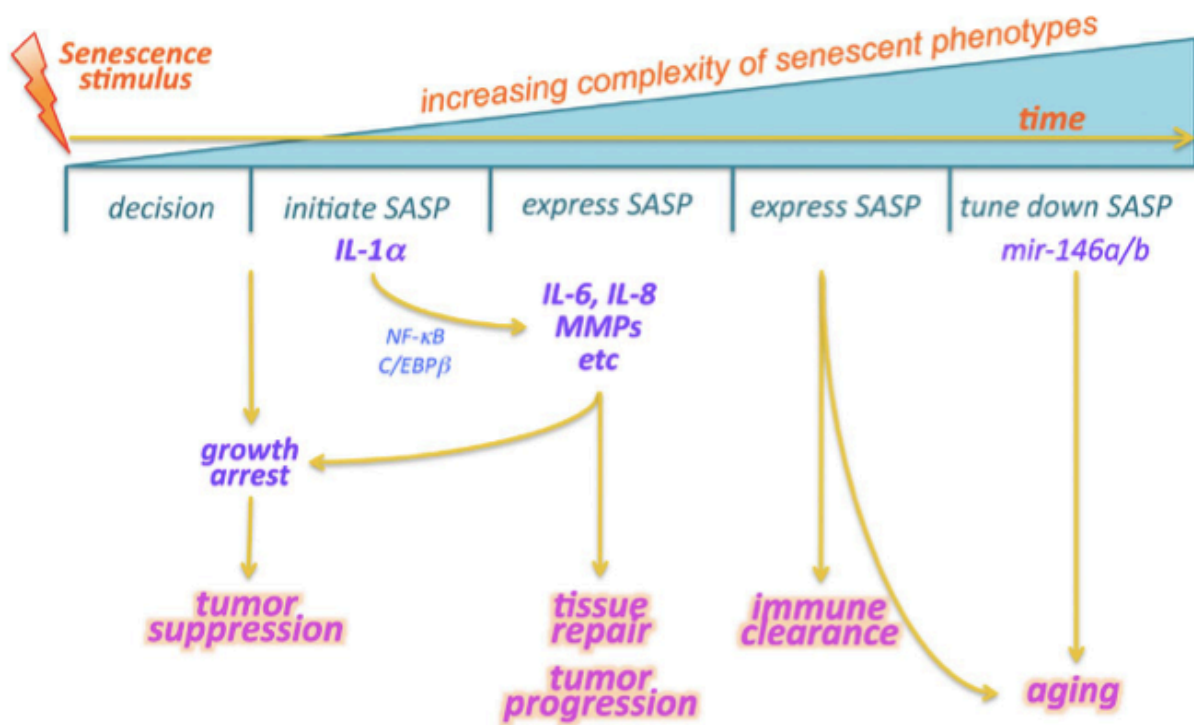 Senescence
stimulus
increasing complexity of senescent phenotypes
time
decision
initiate SASP
express SASP
express SASP
tune down SASP
IL-1α
mir-146a/b
IL-6, IL-8
MMPs
etc
NF-κB
C/EBPβ
growth
arrest
tumor
suppression
tissue
repair
tumor
progression
immune
clearance
aging